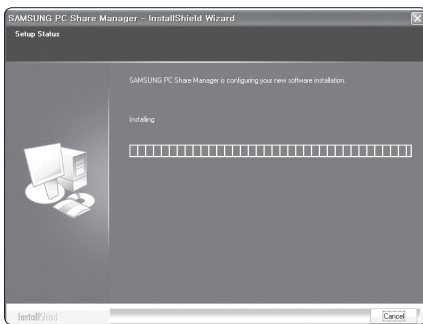 SAMSUNG PC Share Manager - InstallShield Wizard
Setup Status
SAMSUNG PC Share Manager is configuring your new software installation.
Installing
InstallShield
Cancel